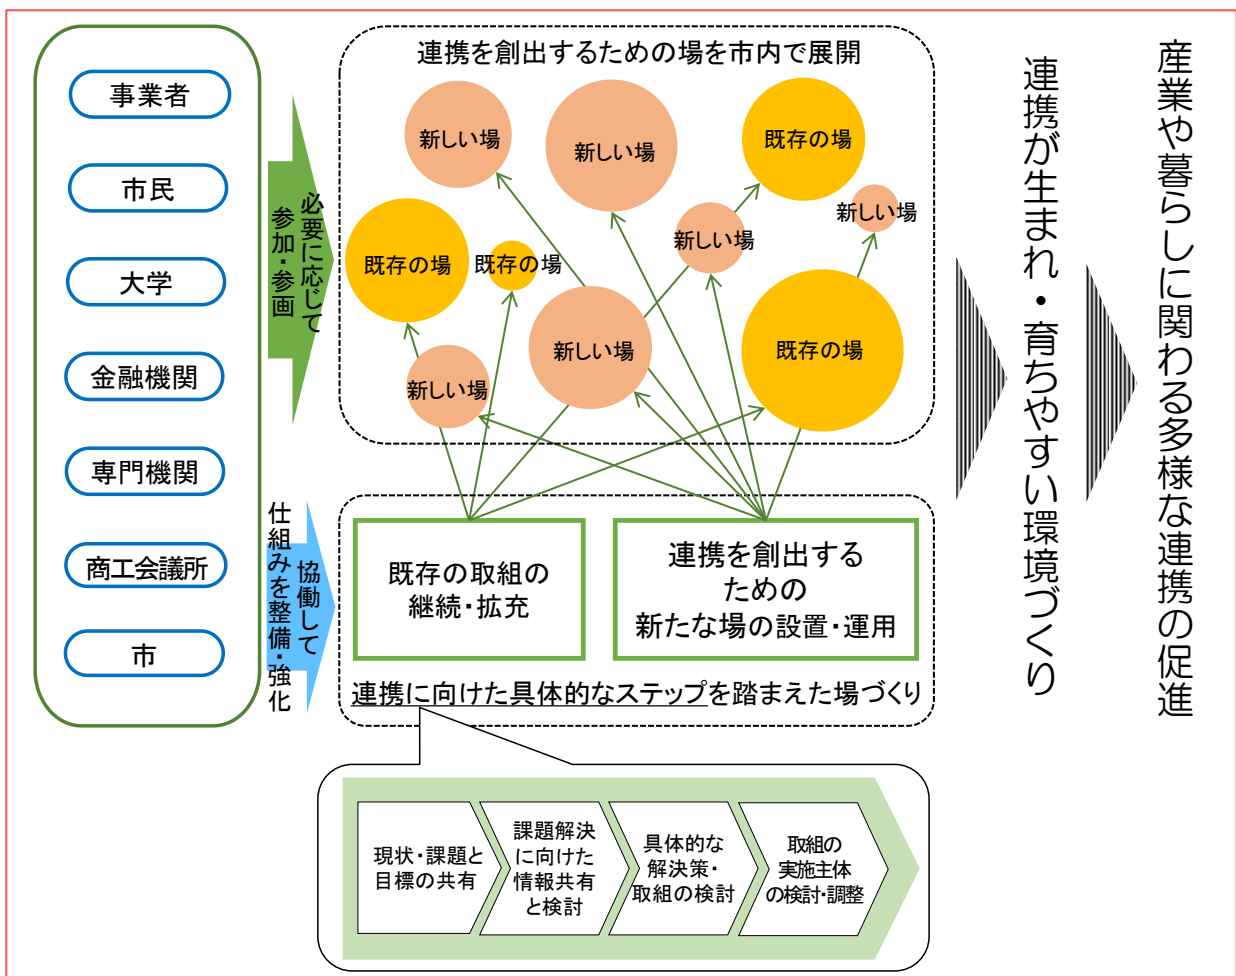 事業者
市民
大学
金融機関
専門機関
商工会議所
市
必要に応じて
参加・参画
協働して
仕組みを整備・強化
連携を創出するための場を市内で展開
新しい場
新しい場
既存の場
新しい場
新しい場
既存の場
既存の場
新しい場
既存の場
新しい場
既存の取組の
継続・拡充
連携を創出する
ための
新たな場の設置・運用
連携に向けた具体的なステップを踏まえた場づくり
現状・課題と
目標の共有
課題解決
に向けた
情報共有
と検討
具体的な
解決策・
取組の検討
取組の
実施主体
の検討・調整
連携が生まれ・育ちやすい環境づくり
産業や暮らしに関わる多様な連携の促進